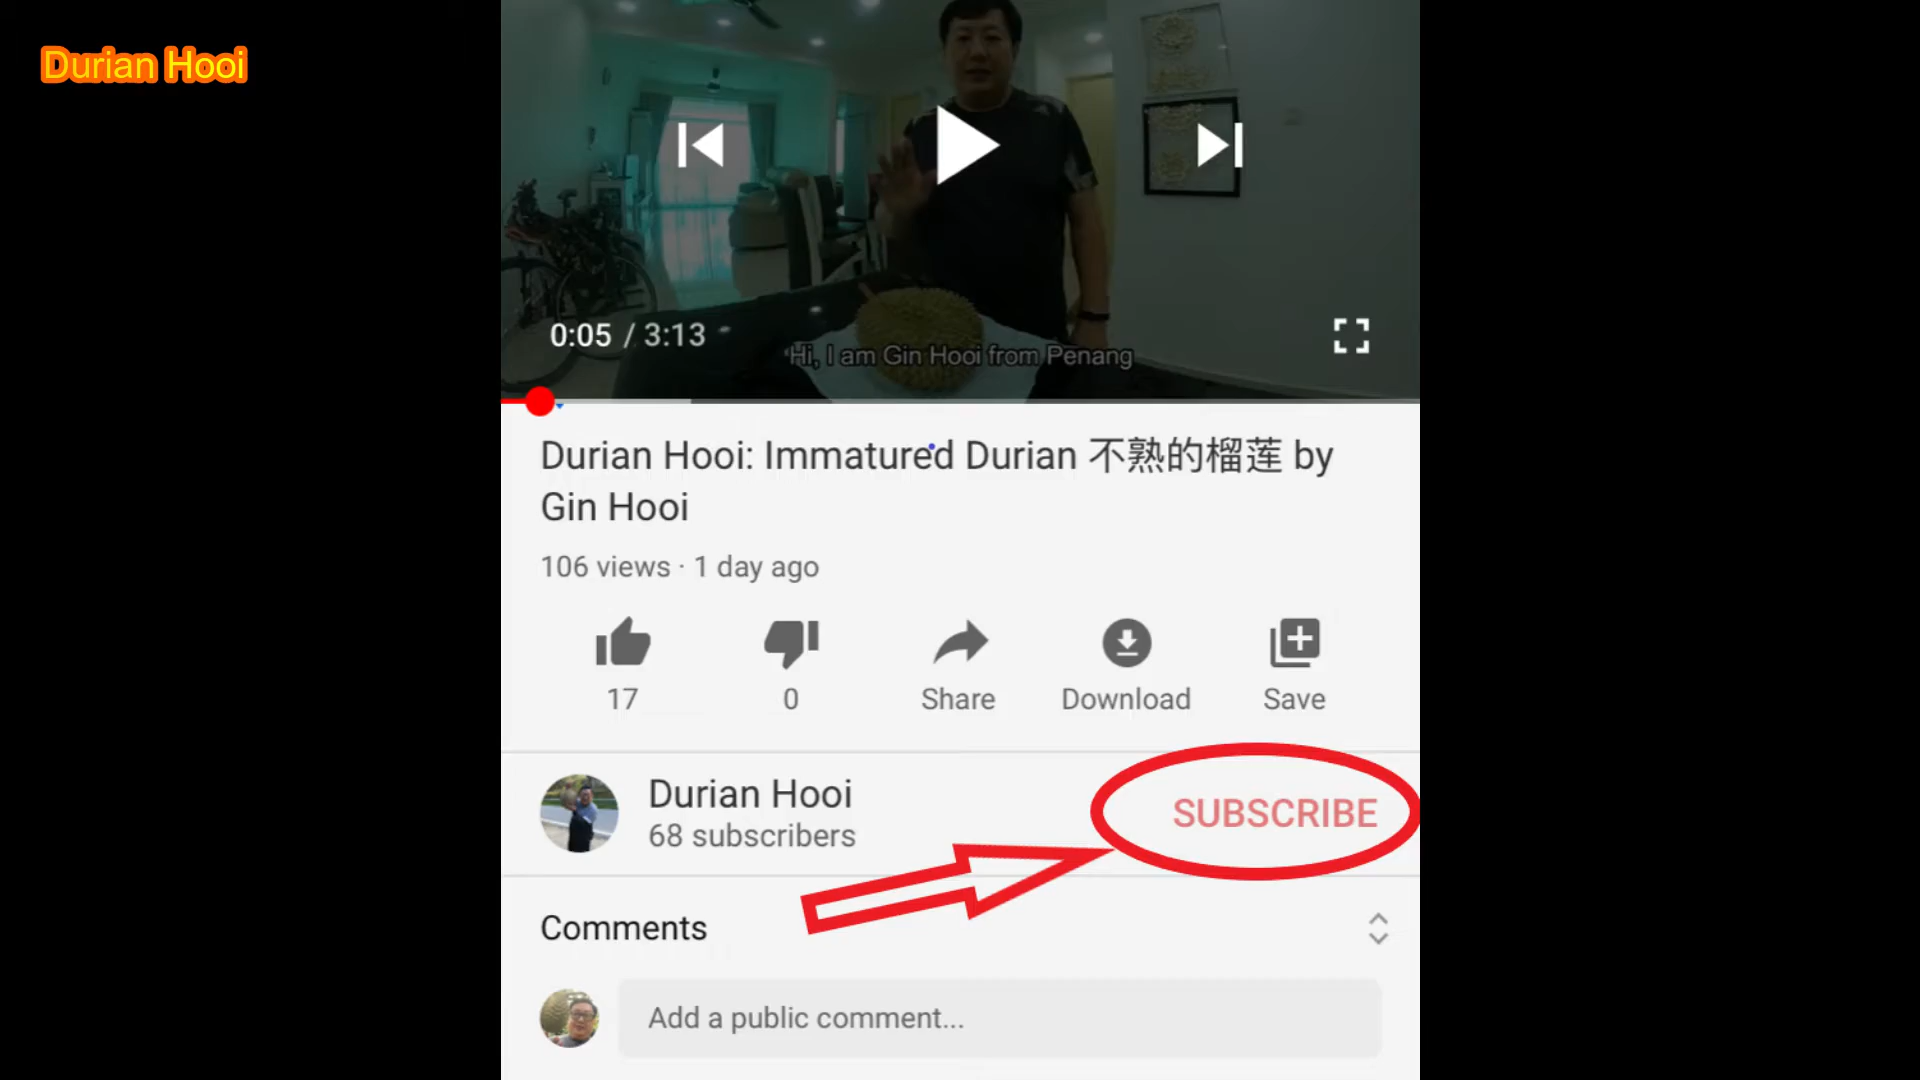 Durian Hooi
0:05 / 3:13
Hi, I am Gin Hooi from Penang
Durian Hooi: Immatured Durian 不熟的榴莲 by
Gin Hooi
106 views · 1 day ago
17
0
Share
Download
Save
Durian Hooi
68 subscribers
SUBSCRIBE
Comments
Add a public comment...